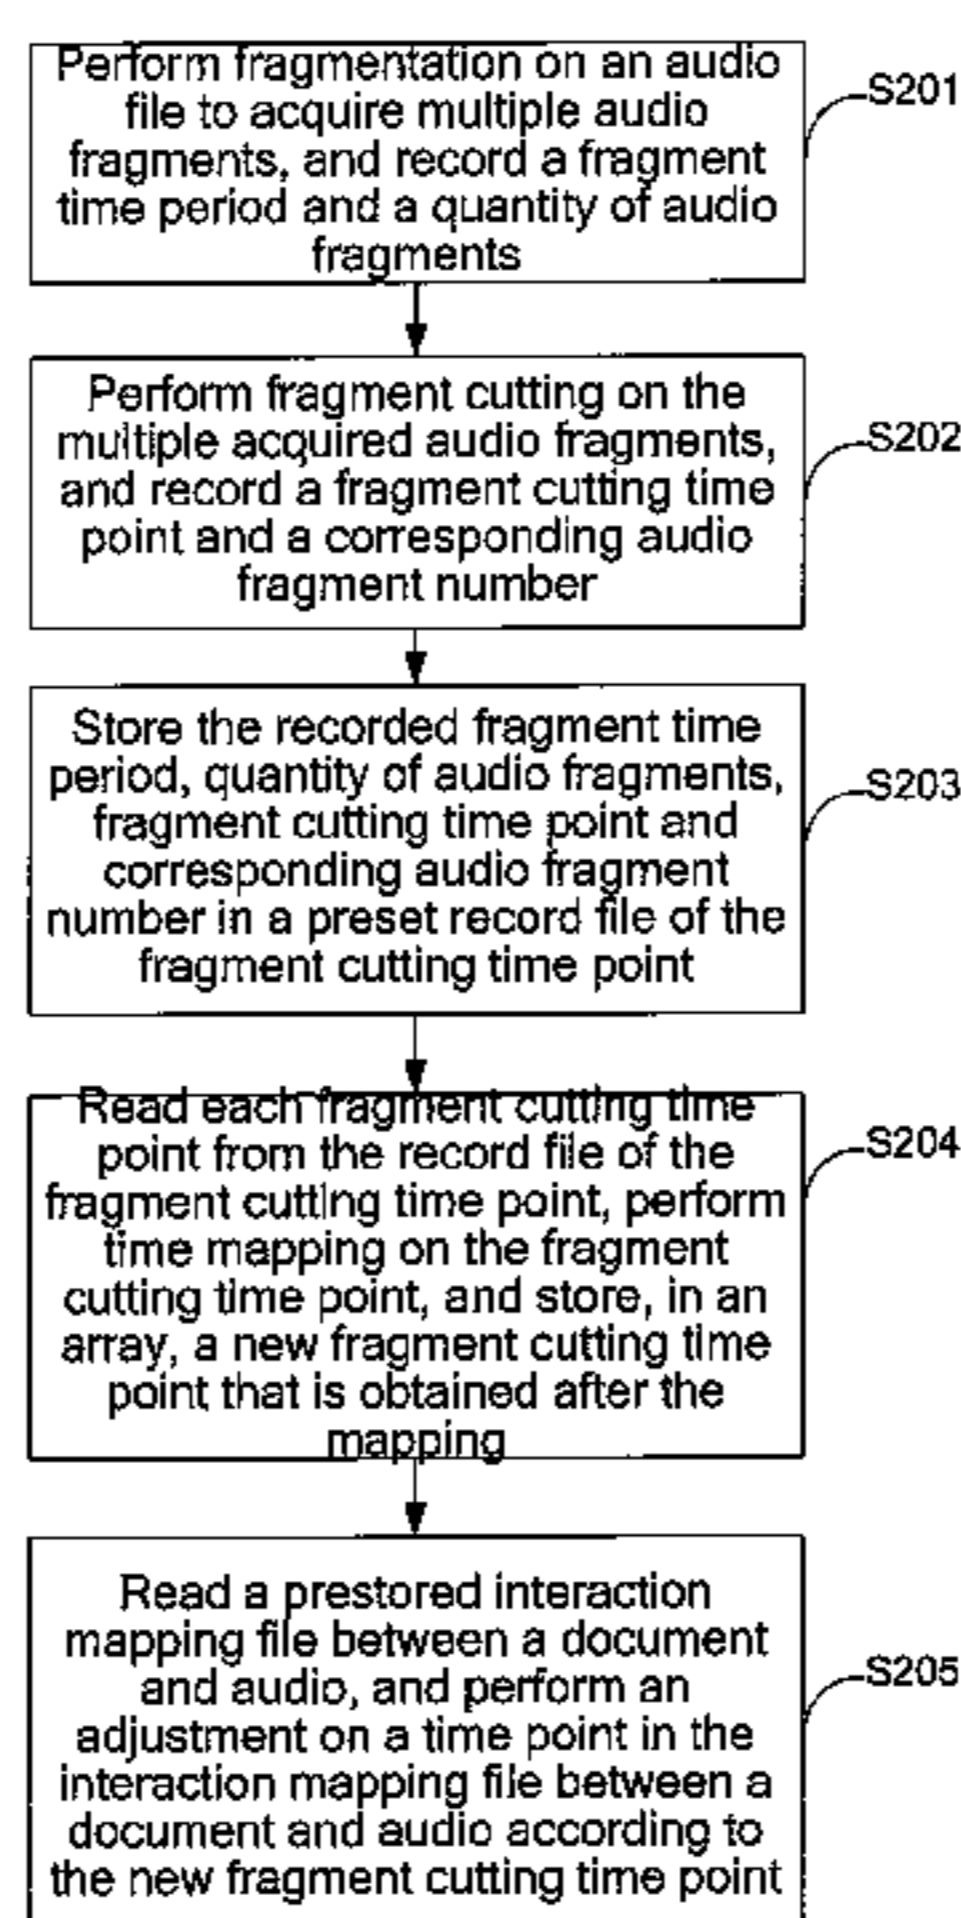 Perform fragmentation on an audio
file to acquire multiple audio
fragments, and record a fragment
time period and a quantity of audio
fragments
S201
Perform fragment cutting on the
multiple acquired audio fragments,
and record a fragment cutting time
point and a corresponding audio
fragment number
S202
Store the recorded fragment time
period, quantity of audio fragments,
fragment cutting time point and
corresponding audio fragment
number in a preset record file of the
fragment cutting time point
S203
Read each fragment cutting time
point from the record file of the
fragment cutting time point, perform
time mapping on the fragment
cutting time point, and store, in an
array, a new fragment cutting time
point that is obtained after the
mapping
S204
Read a prestored interaction
mapping file between a document
and audio, and perform an
adjustment on a time point in the
interaction mapping file between a
document and audio according to
the new fragment cutting time point
S205